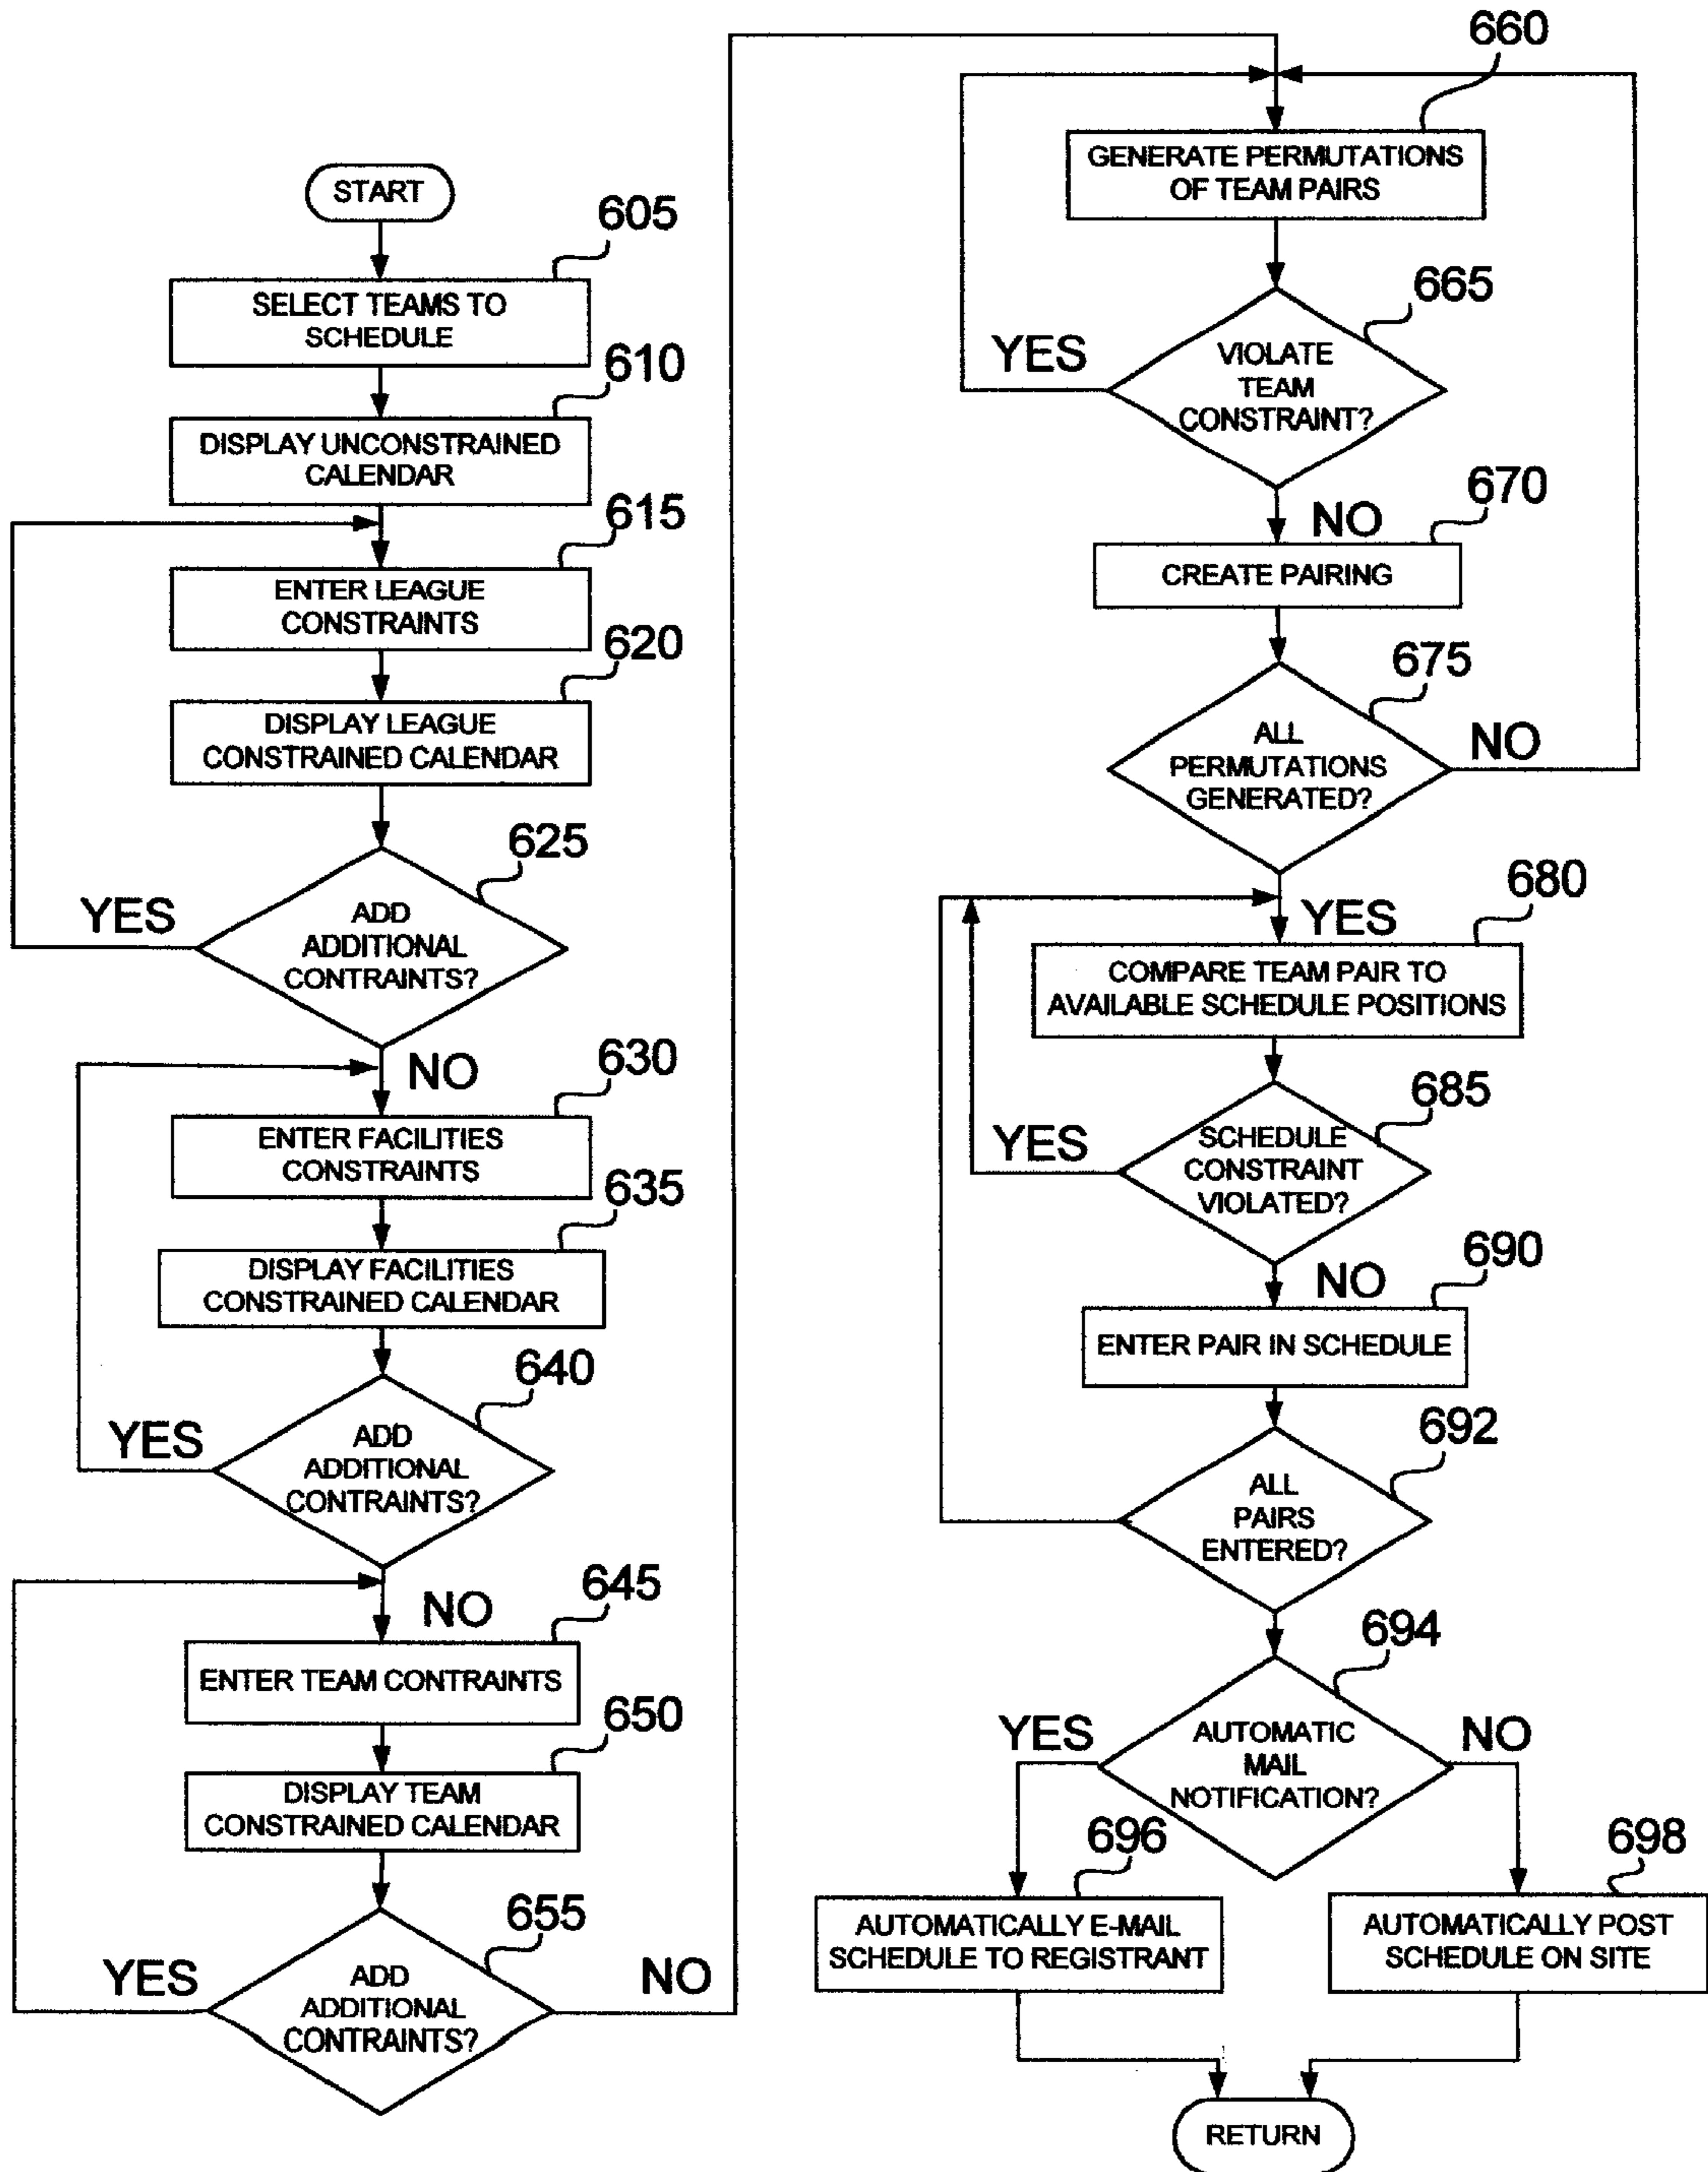 START
605
SELECT TEAMS TO
SCHEDULE
610
DISPLAY UNCONSTRAINED
CALENDAR
615
ENTER LEAGUE
CONSTRAINTS
620
DISPLAY LEAGUE
CONSTRAINED CALENDAR
625
YES
ADD
ADDITIONAL
CONTRAINTS?
NO
630
ENTER FACILITIES
CONSTRAINTS
635
DISPLAY FACILITIES
CONSTRAINED CALENDAR
640
YES
ADD
ADDITIONAL
CONTRAINTS?
NO
645
ENTER TEAM CONTRAINTS
650
DISPLAY TEAM
CONSTRAINED CALENDAR
655
YES
ADD
ADDITIONAL
CONTRAINTS?
NO
660
GENERATE PERMUTATIONS
OF TEAM PAIRS
665
YES
VIOLATE
TEAM
CONSTRAINT?
NO
670
CREATE PAIRING
675
ALL
PERMUTATIONS
GENERATED?
NO
YES
680
COMPARE TEAM PAIR TO
AVAILABLE SCHEDULE POSITIONS
685
YES
SCHEDULE
CONSTRAINT
VIOLATED?
NO
690
ENTER PAIR IN SCHEDULE
692
ALL
PAIRS
ENTERED?
694
YES
AUTOMATIC
MAIL
NOTIFICATION?
NO
696
AUTOMATICALLY E-MAIL
SCHEDULE TO REGISTRANT
698
AUTOMATICALLY POST
SCHEDULE ON SITE
RETURN